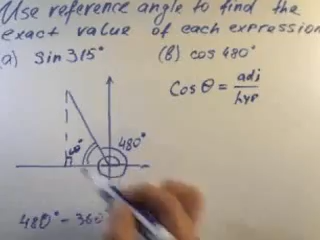 Use reference angle to find the
exact value of each expression
(a) sin 315° (b) cos 480°
Cos θ = adj/hyp
480°
480° - 360°